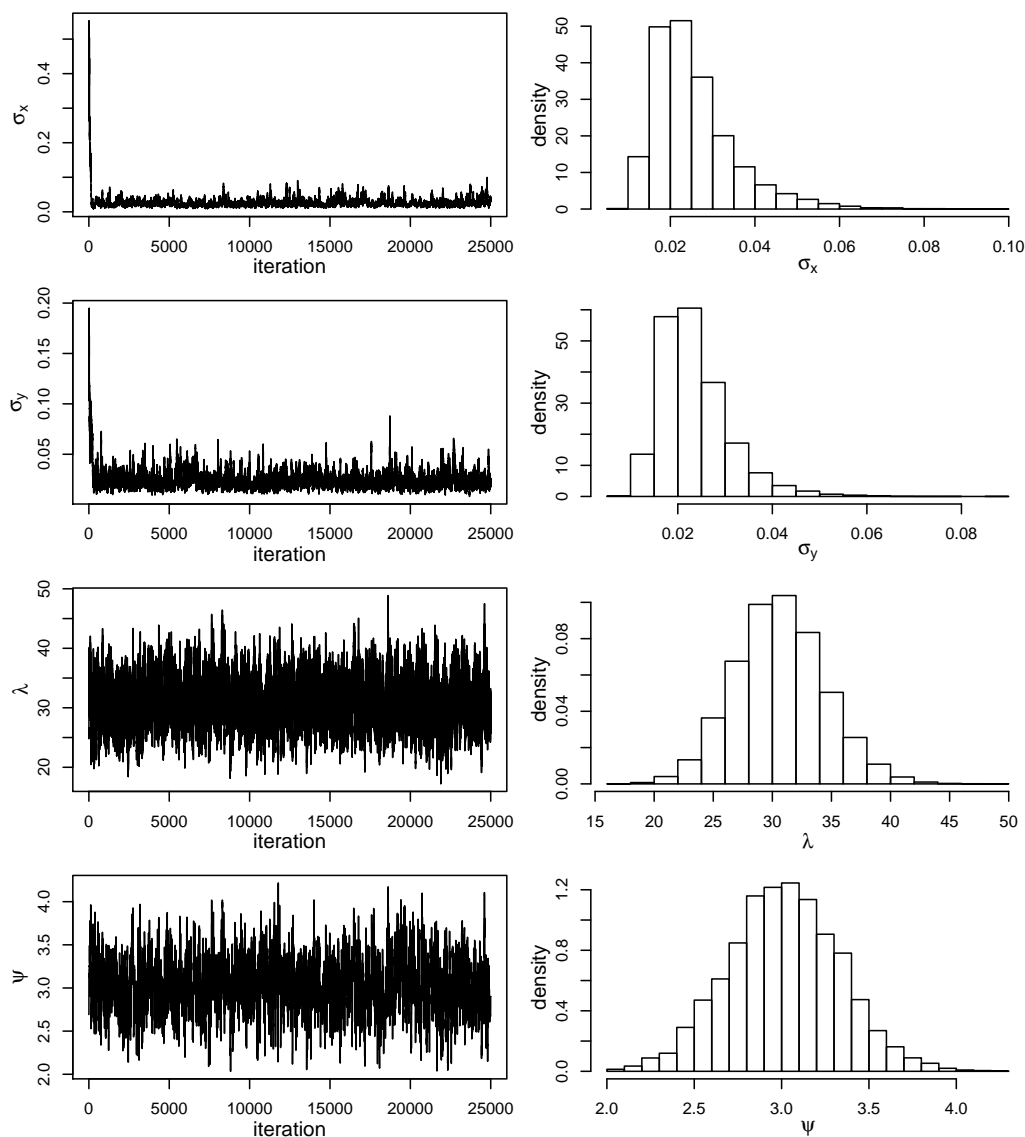 σx
0.0 0.2 0.4
0 5000 10000 15000 20000 25000
iteration
density
0 10 20 30 40 50
0.02 0.04 0.06 0.08 0.10
σx
σy
0.05 0.10 0.15 0.20
0 5000 10000 15000 20000 25000
iteration
density
0 10 30 50
0.02 0.04 0.06 0.08
σy
λ
20 30 40 50
0 5000 10000 15000 20000 25000
iteration
density
0.00 0.04 0.08
15 20 25 30 35 40 45 50
λ
ψ
2.0 2.5 3.0 3.5 4.0
0 5000 10000 15000 20000 25000
iteration
density
0.0 0.4 0.8 1.2
2.0 2.5 3.0 3.5 4.0
ψ